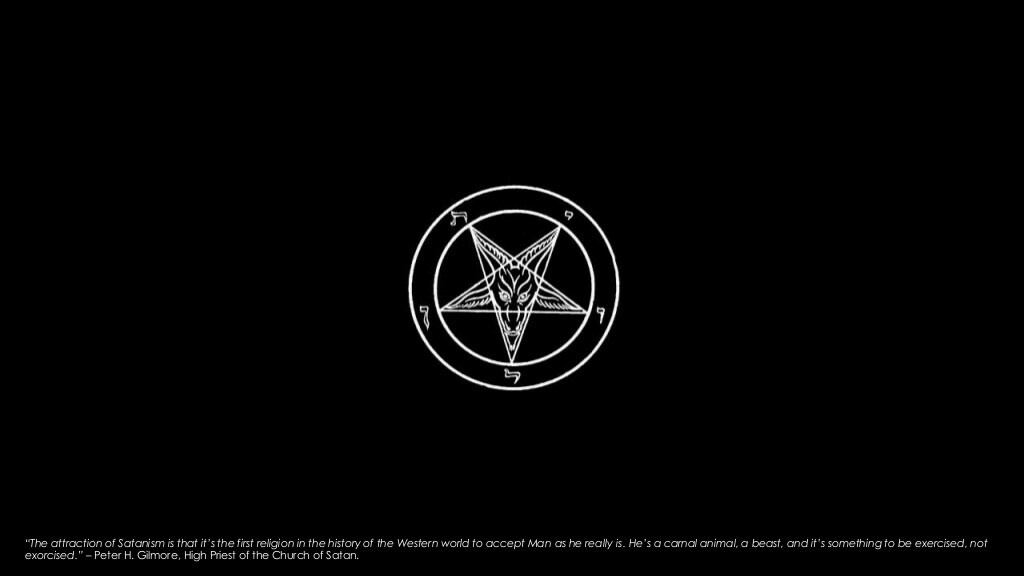 ת י
ן ו
ל
“The attraction of Satanism is that it’s the first religion in the history of the Western world to accept Man as he really is. He’s a carnal animal, a beast, and it’s something to be exercised, not
exorcised.” – Peter H. Gilmore, High Priest of the Church of Satan.